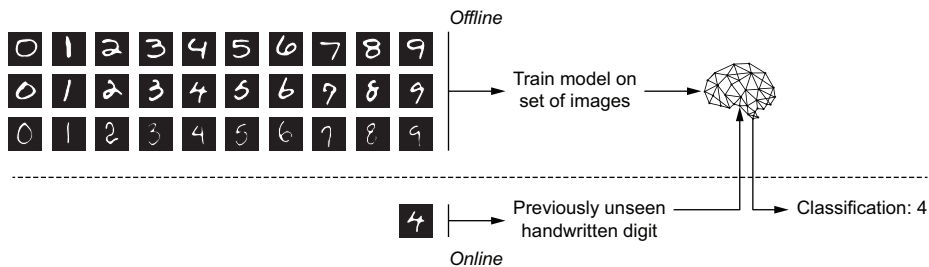 Offline
0 1 2 3 4 5 6 7 8 9
0 1 2 3 4 5 6 7 8 9
0 1 2 3 4 5 6 7 8 9
Train model on
set of images
4
Previously unseen
handwritten digit
Classification: 4
Online